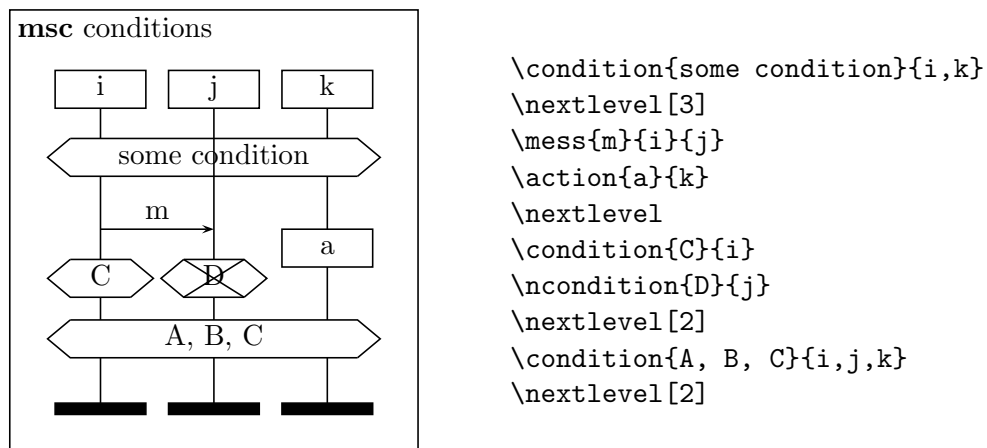 msc conditions
i j k
some condition
m
a
C D
A, B, C
\condition{some condition}{i,k}
\nextlevel[3]
\mess{m}{i}{j}
\action{a}{k}
\nextlevel
\condition{C}{i}
\ncondition{D}{j}
\nextlevel[2]
\condition{A, B, C}{i,j,k}
\nextlevel[2]